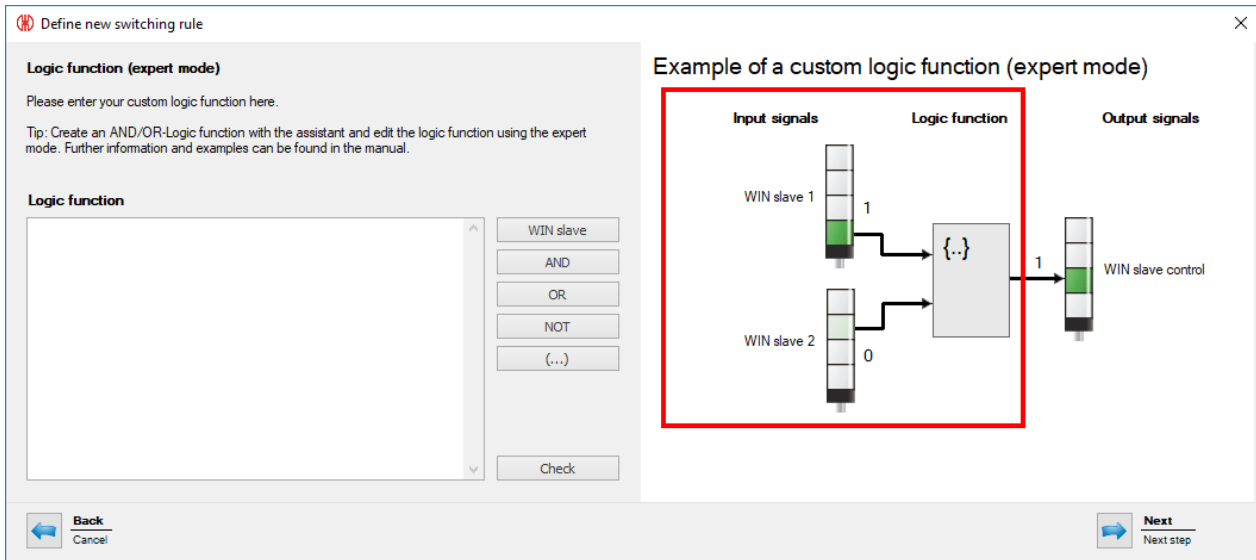 Define new switching rule
Logic function (expert mode)
Please enter your custom logic function here.
Tip: Create an AND/OR-Logic function with the assistant and edit the logic function using the expert
mode. Further information and examples can be found in the manual.
Logic function
WIN slave
AND
OR
NOT
(...)
Check
Example of a custom logic function (expert mode)
Input signals
Logic function
Output signals
WIN slave 1
1
{..}
1
WIN slave control
WIN slave 2
0
Back
Cancel
Next
Next step